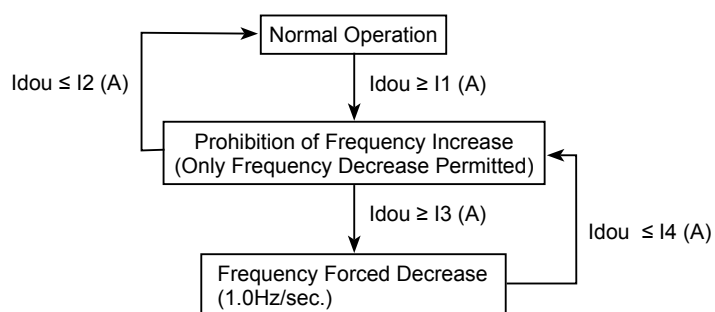 Normal Operation
Idou ≤ I2 (A)
Idou ≥ I1 (A)
Prohibition of Frequency Increase
(Only Frequency Decrease Permitted)
Idou ≥ I3 (A)
Idou ≤ I4 (A)
Frequency Forced Decrease
(1.0Hz/sec.)